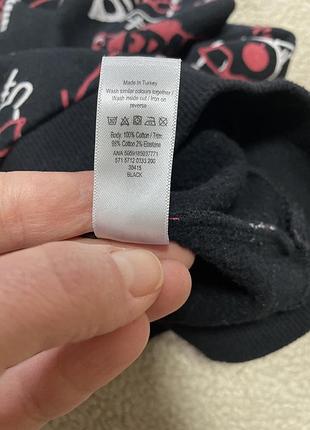 Made In Turkey
Wash similar colours together /
Wash inside out / Iron on
reverse
Body: 100% Cotton / Trim:
98% Cotton 2% Elastane
BLACK